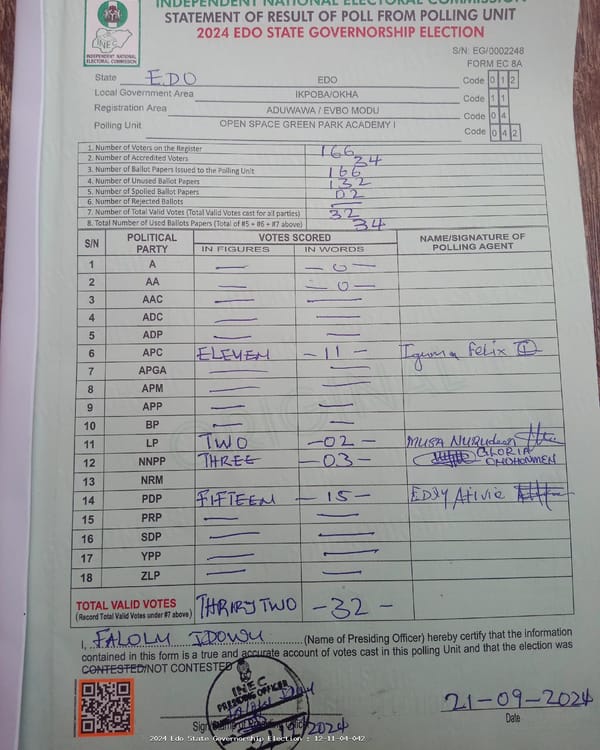 INDEPENDENT NATIONAL ELECTORAL COMMISSION
STATEMENT OF RESULT OF POLL FROM POLLING UNIT
2024 EDO STATE GOVERNORSHIP ELECTION
INEC
INDEPENDENT NATIONAL ELECTORAL COMMISSION
S/N: EG/0002248
FORM EC 8A
State EDO EDO Code 0 1 2
Local Government Area IKPOBA/OKHA Code 1 1
Registration Area ADUWAWA / EVBO MODU Code 0 4
Polling Unit OPEN SPACE GREEN PARK ACADEMY I Code 0 4 2
1. Number of Voters on the Register 166
2. Number of Accredited Voters 34
3. Number of Ballot Papers Issued to the Polling Unit 166
4. Number of Unused Ballot Papers 132
5. Number of Spoiled Ballot Papers 02
6. Number of Rejected Ballots —
7. Number of Total Valid Votes (Total Valid Votes cast for all parties) 32
8. Total Number of Used Ballots Papers (Total of #5 + #6 + #7 above) 34
S/N POLITICAL PARTY VOTES SCORED NAME/SIGNATURE OF POLLING AGENT
IN FIGURES IN WORDS
1 A — — 0 —
2 AA — — 0 —
3 AAC — —
4 ADC — —
5 ADP — —
6 APC ELEVEN — 11 — Felix
7 APGA — —
8 APM — —
9 APP — —
10 BP — —
11 LP TWO — 02 — MUSA NURUDEEN
12 NNPP THREE — 03 — GLORIA
13 NRM
14 PDP FIFTEEN — 15 — EDDY
15 PRP — —
16 SDP — —
17 YPP — —
18 ZLP — —
TOTAL VALID VOTES THRIRY TWO — 32 —
(Record Total Valid Votes under #7 above)
I, FALOLU IDOWU (Name of Presiding Officer) hereby certify that the information
contained in this form is a true and accurate account of votes cast in this polling Unit and that the election was
CONTESTED/NOT CONTESTED
INEC
PRESIDING OFFICER
21-09-2024
Date
2024 Edo State Governorship Election : 12-11-04-042